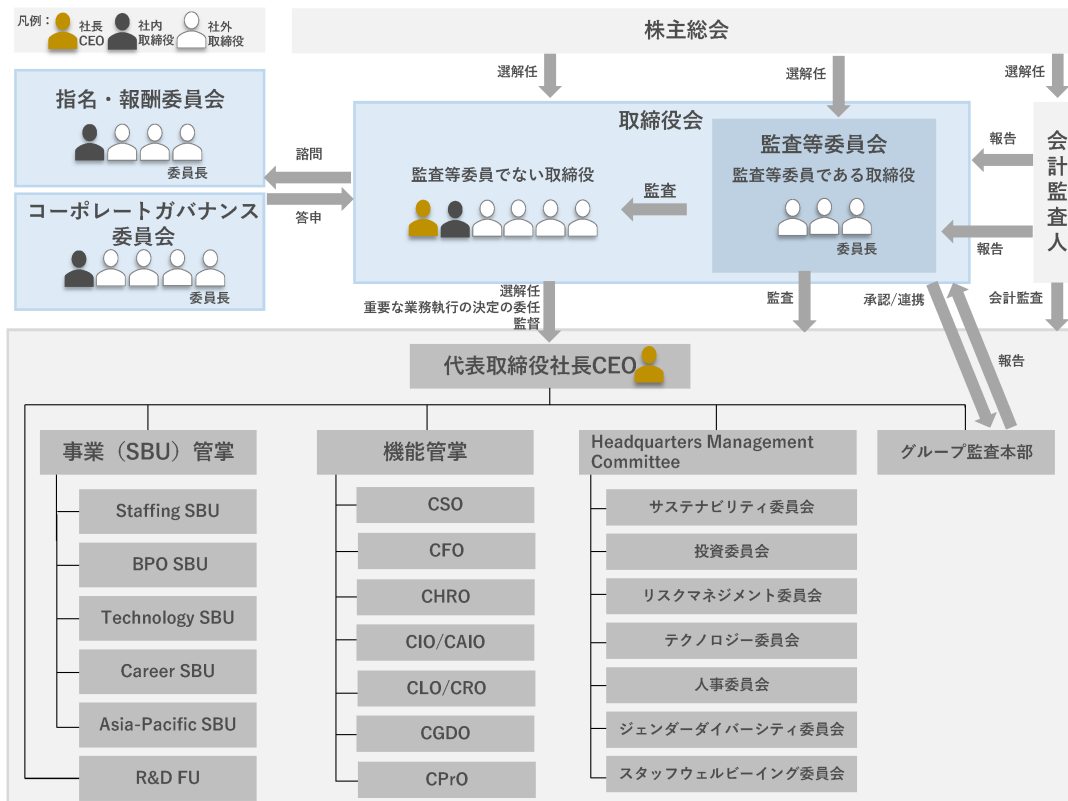 凡例：
社長
CEO
社内
取締役
社外
取締役
株主総会
選解任
選解任
選解任
指名・報酬委員会
委員長
コーポレートガバナンス
委員会
委員長
諮問
答申
取締役会
監査等委員でない取締役
監査
監査等委員会
監査等委員である取締役
委員長
報告
報告
会計監査人
選解任
重要な業務執行の決定の委任
監督
監査
承認/連携
会計監査
報告
代表取締役社長CEO
事業（SBU）管掌
Staffing SBU
BPO SBU
Technology SBU
Career SBU
Asia-Pacific SBU
R&D FU
機能管掌
CSO
CFO
CHRO
CIO/CAIO
CLO/CRO
CGDO
CPrO
Headquarters Management
Committee
サステナビリティ委員会
投資委員会
リスクマネジメント委員会
テクノロジー委員会
人事委員会
ジェンダーダイバーシティ委員会
スタッフウェルビーイング委員会
グループ監査本部